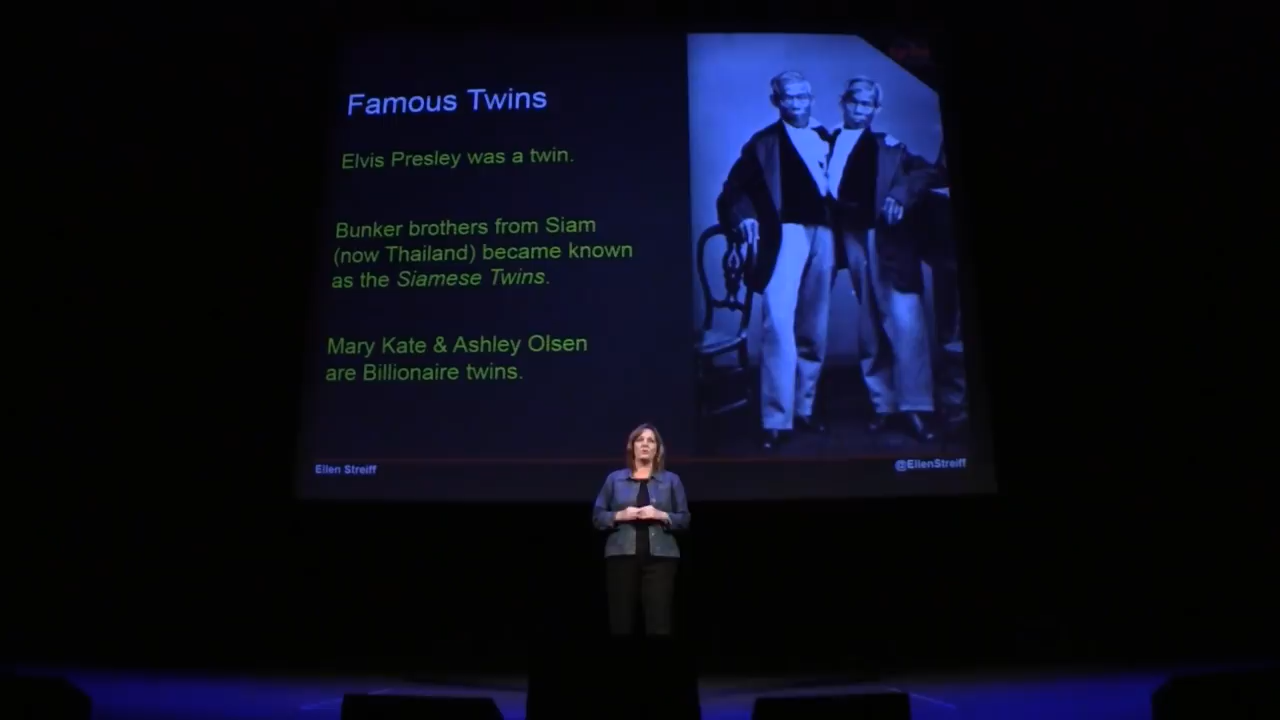 Famous Twins
Elvis Presley was a twin.
Bunker brothers from Siam
(now Thailand) became known
as the Siamese Twins.
Mary Kate & Ashley Olsen
are Billionaire twins.
Ellen Streiff
@EllenStreiff